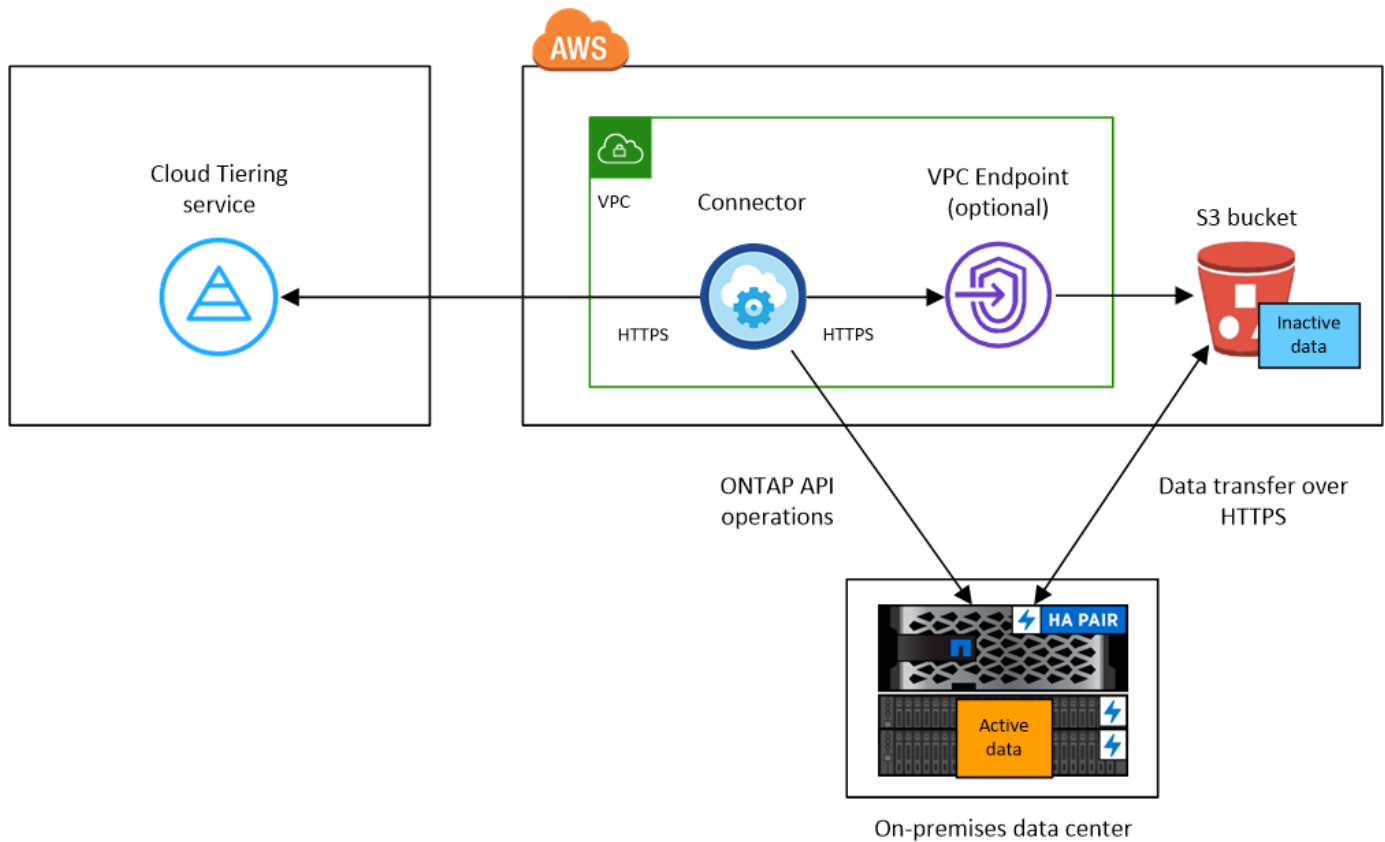 AWS
Cloud Tiering
service
VPC
Connector
VPC Endpoint
(optional)
S3 bucket
HTTPS
HTTPS
Inactive
data
ONTAP API
operations
Data transfer over
HTTPS
HA PAIR
Active
data
On-premises data center